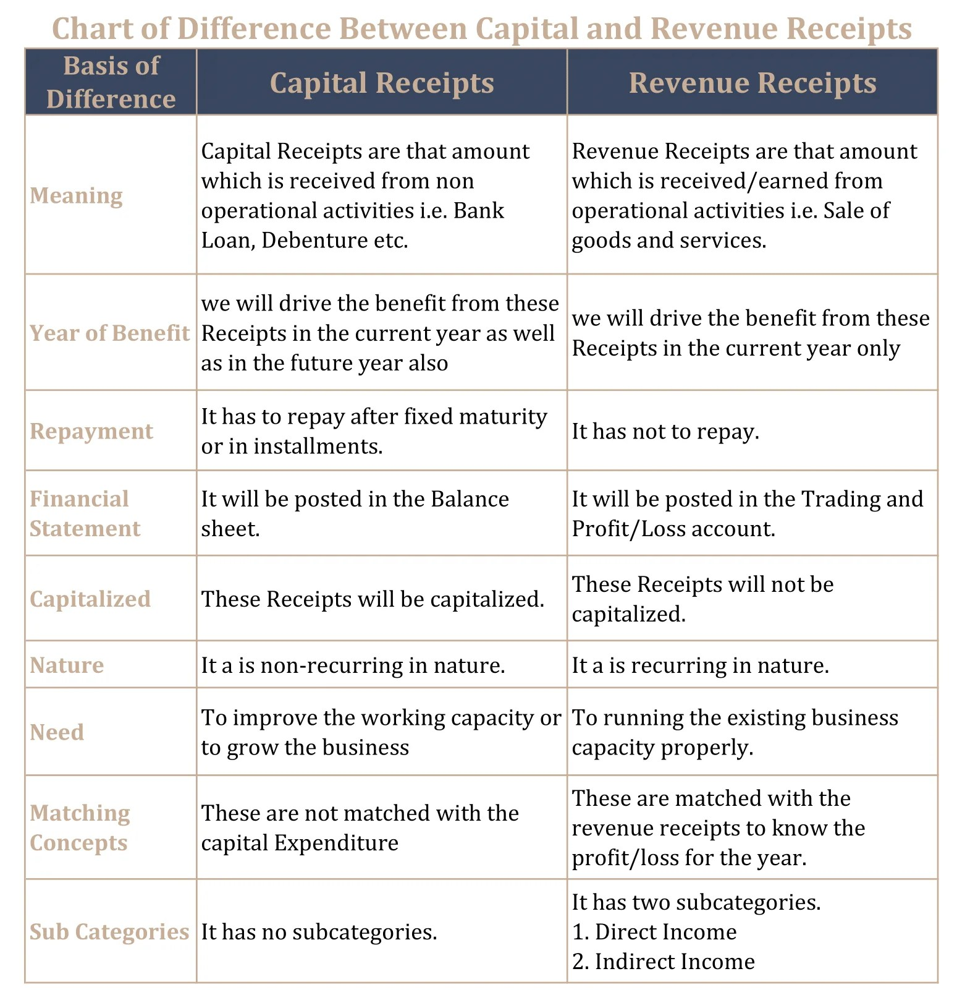 Chart of Difference Between Capital and Revenue Receipts
Basis of
Difference
Capital Receipts
Revenue Receipts
Meaning
Capital Receipts are that amount
which is received from non
operational activities i.e. Bank
Loan, Debenture etc.
Revenue Receipts are that amount
which is received/earned from
operational activities i.e. Sale of
goods and services.
Year of Benefit
we will drive the benefit from these
Receipts in the current year as well
as in the future year also
we will drive the benefit from these
Receipts in the current year only
Repayment
It has to repay after fixed maturity
or in installments.
It has not to repay.
Financial
Statement
It will be posted in the Balance
sheet.
It will be posted in the Trading and
Profit/Loss account.
Capitalized
These Receipts will be capitalized.
These Receipts will not be
capitalized.
Nature
It a is non-recurring in nature.
It a is recurring in nature.
Need
To improve the working capacity or
to grow the business
To running the existing business
capacity properly.
Matching
Concepts
These are not matched with the
capital Expenditure
These are matched with the
revenue receipts to know the
profit/loss for the year.
Sub Categories
It has no subcategories.
It has two subcategories.
1. Direct Income
2. Indirect Income